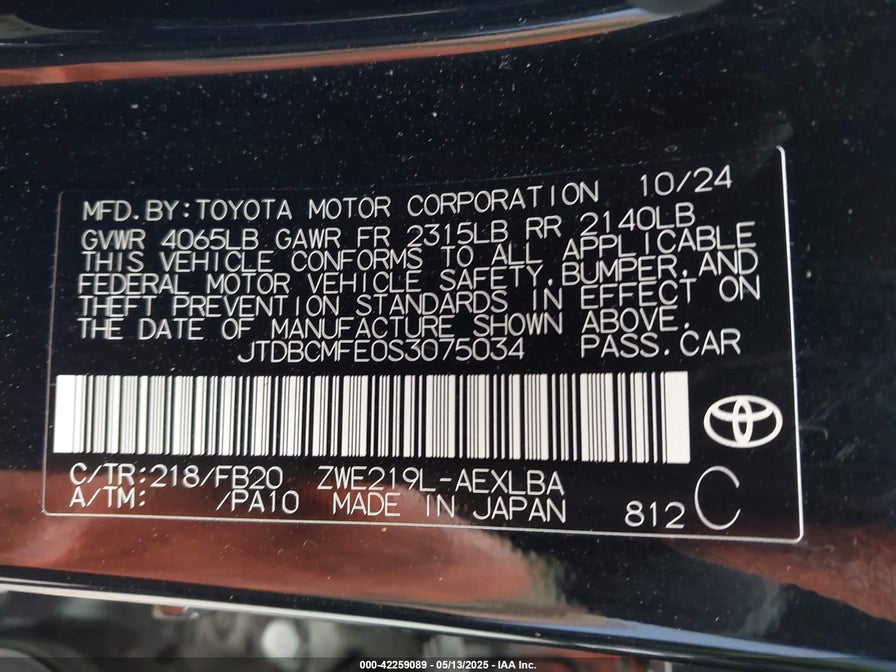 MFD.BY:TOYOTA MOTOR CORPORATION 10/24
GVWR 4065LB GAWR FR 2315LB RR 2140LB
THIS VEHICLE CONFORMS TO ALL APPLICABLE
FEDERAL MOTOR VEHICLE SAFETY,BUMPER,AND
THEFT PREVENTION STANDARDS IN EFFECT ON
THE DATE OF MANUFACTURE SHOWN ABOVE.
JTDBCMFE0S3075034 PASS.CAR
C/TR:218/FB20 ZWE219L-AEXLBA
A/TM: /PA10 MADE IN JAPAN 812 C
000-42259089 - 05/13/2025 - IAA Inc.